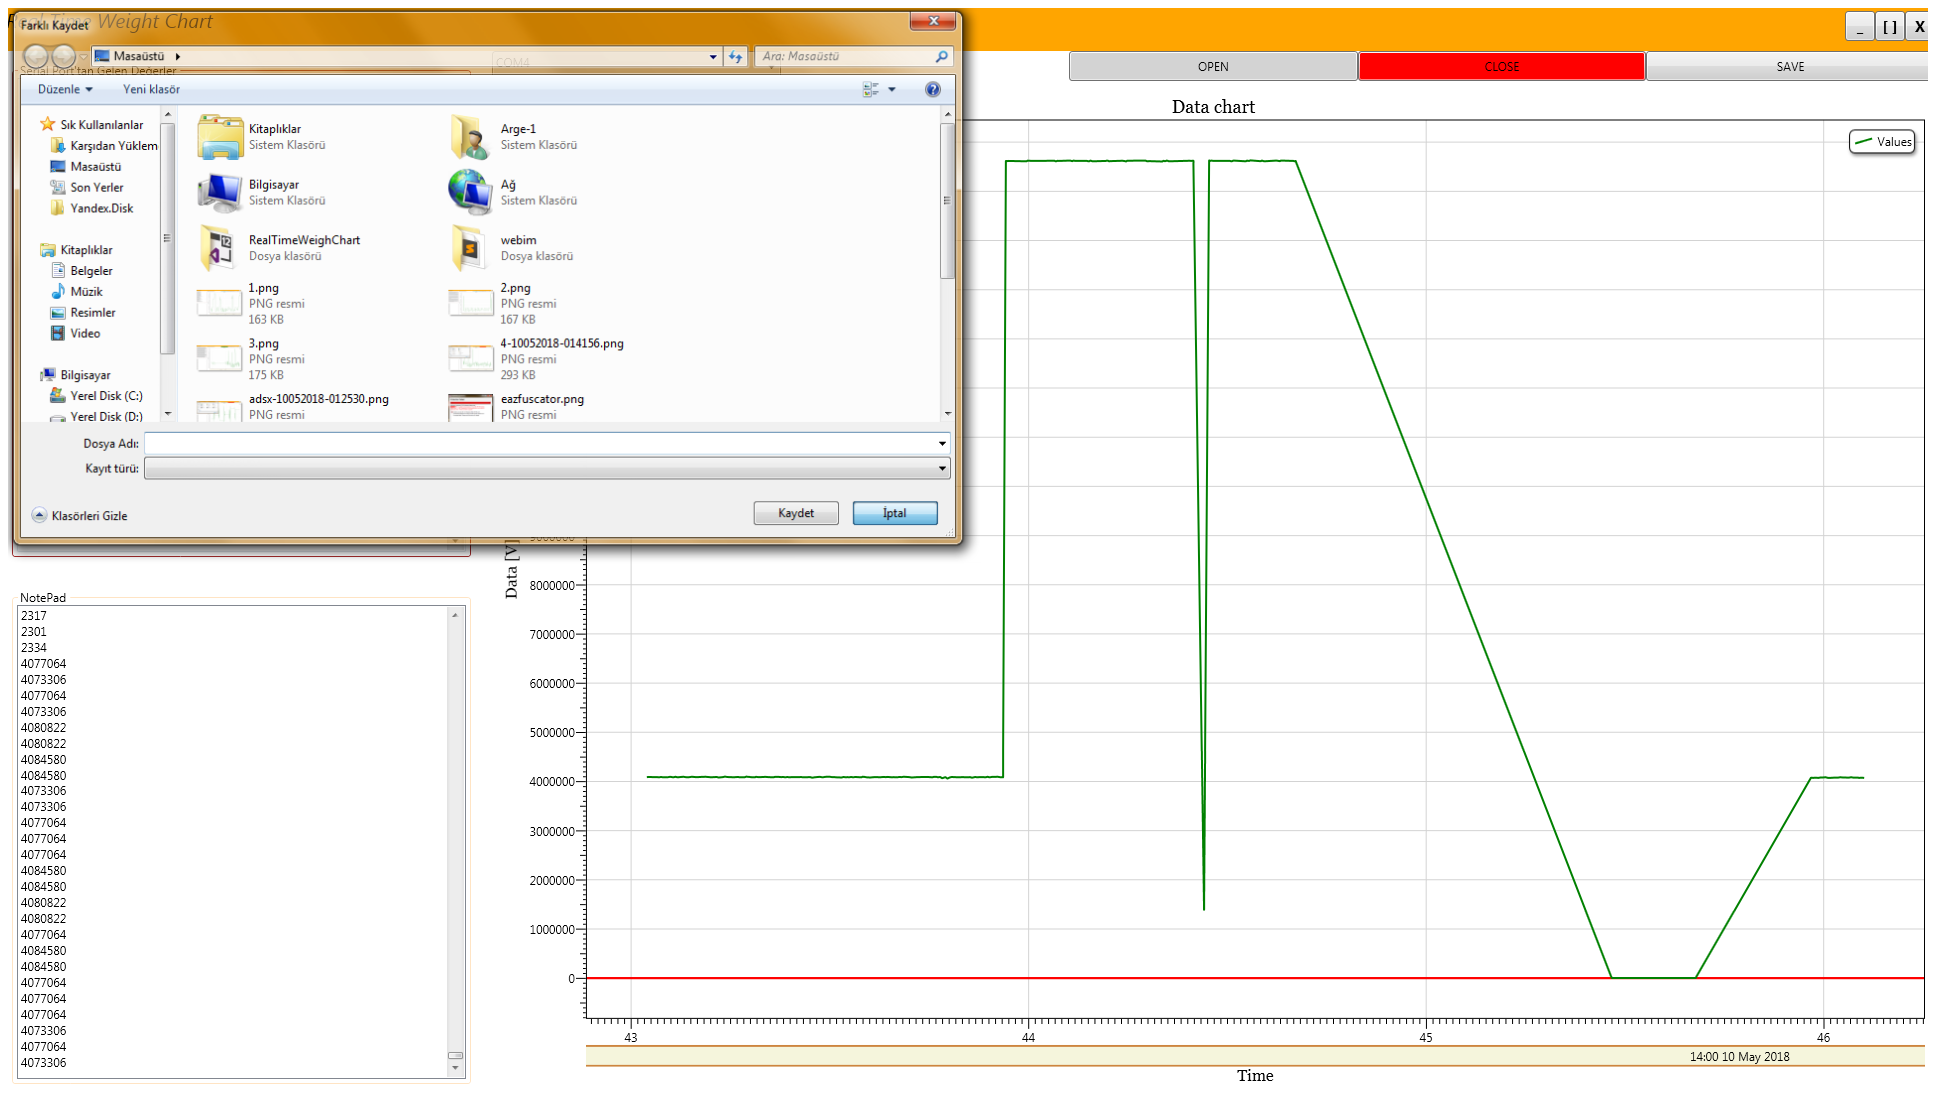 Real Time Weight Chart
Farklı Kaydet
_
[ ]
X
Masaüstü
Ara: Masaüstü
COM4
Serial Port'tan Gelen Değerler
Düzenle
Yeni klasör
OPEN
CLOSE
SAVE
Sık Kullanılanlar
Karşıdan Yüklem
Masaüstü
Son Yerler
Yandex.Disk
Kitaplıklar
Belgeler
Müzik
Resimler
Video
Bilgisayar
Yerel Disk (C:)
Yerel Disk (D:)
Kitaplıklar
Sistem Klasörü
Arge-1
Sistem Klasörü
Bilgisayar
Sistem Klasörü
Ağ
Sistem Klasörü
RealTimeWeighChart
Dosya klasörü
webim
Dosya klasörü
1.png
PNG resmi
163 KB
2.png
PNG resmi
167 KB
3.png
PNG resmi
175 KB
4-10052018-014156.png
PNG resmi
293 KB
adsx-10052018-012530.png
PNG resmi
eazfuscator.png
PNG resmi
Dosya Adı:
Kayıt türü:
Klasörleri Gizle
Kaydet
İptal
Data chart
Values
Data [V]
9000000
8000000
7000000
6000000
5000000
4000000
3000000
2000000
1000000
0
43
44
45
46
14:00 10 May 2018
Time
NotePad
2317
2301
2334
4077064
4073306
4077064
4073306
4080822
4080822
4084580
4084580
4073306
4073306
4077064
4077064
4077064
4084580
4084580
4080822
4080822
4077064
4084580
4084580
4077064
4077064
4077064
4073306
4077064
4073306